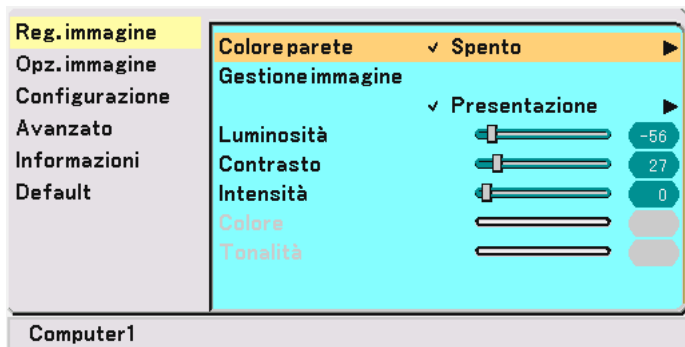 Reg. immagine
Opz. immagine
Configurazione
Avanzato
Informazioni
Default
Colore parete ✓ Spento
Gestione immagine
✓ Presentazione
Luminosità -56
Contrasto 27
Intensità 0
Colore
Tonalità
Computer1